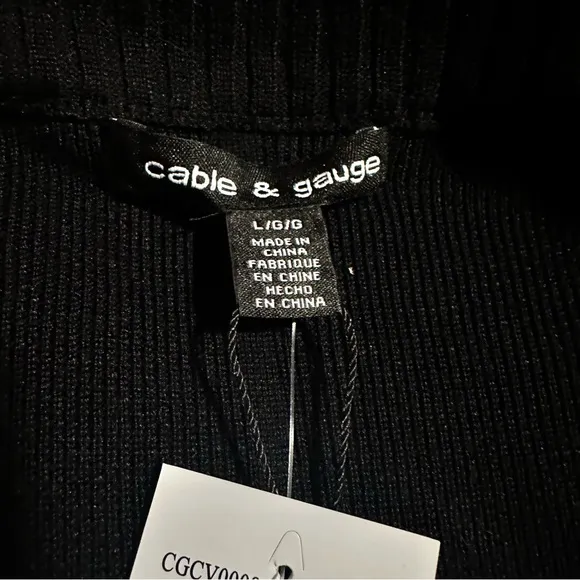 cable & gauge
L/G/G
MADE IN
CHINA
FABRIQUE
EN CHINE
HECHO
EN CHINA